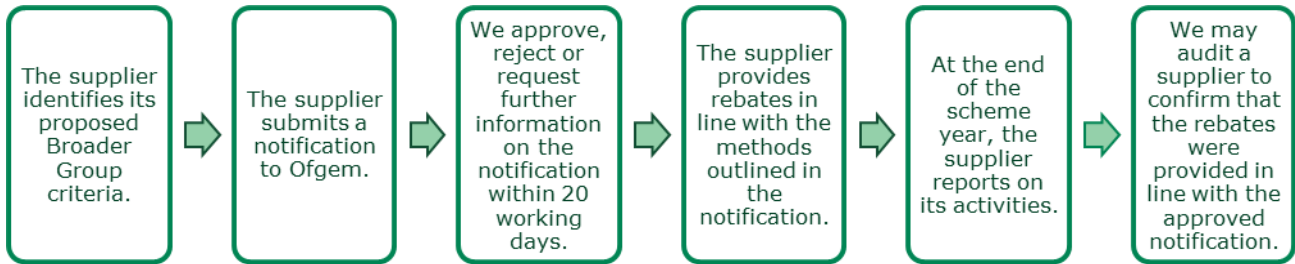 The supplier
identifies its
proposed
Broader
Group
criteria.
The supplier
submits a
notification
to Ofgem.
We approve,
reject or
request
further
information
on the
notification
within 20
working
days.
The supplier
provides
rebates in
line with the
methods
outlined in
the
notification.
At the end
of the
scheme
year, the
supplier
reports on
its activities.
We may
audit a
supplier to
confirm that
the rebates
were
provided in
line with the
approved
notification.